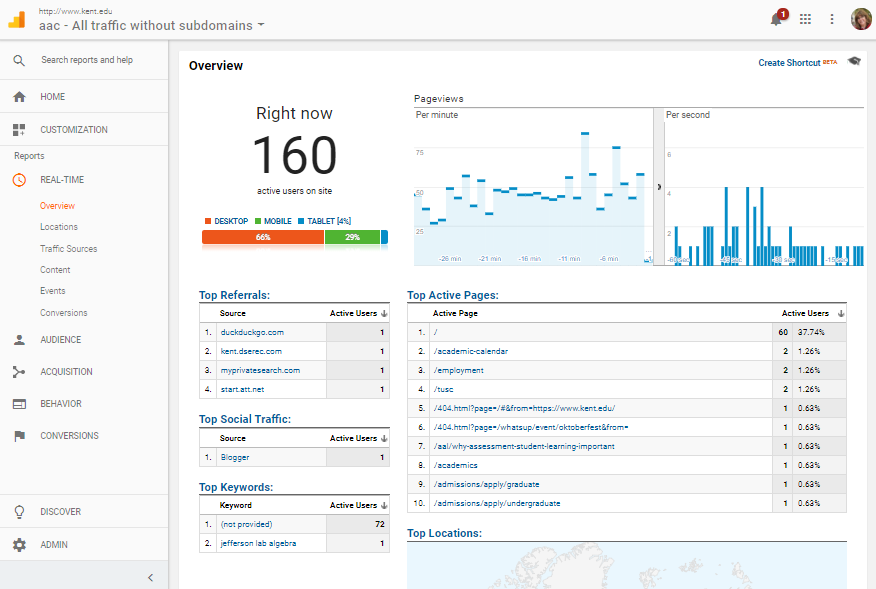 http://www.kent.edu
aac - All traffic without subdomains
1
Search reports and help
HOME
CUSTOMIZATION
Reports
REAL-TIME
Overview
Locations
Traffic Sources
Content
Events
Conversions
AUDIENCE
ACQUISITION
BEHAVIOR
CONVERSIONS
DISCOVER
ADMIN
Overview
Create Shortcut BETA
Right now
160
active users on site
DESKTOP MOBILE TABLET [4%]
66% 29%
Pageviews
Per minute
75
50
25
-26 min -21 min -16 min -11 min -6 min
Per second
6
4
2
Top Referrals:
Source Active Users
1. duckduckgo.com 1
2. kent.dserec.com 1
3. myprivatesearch.com 1
4. start.att.net 1
Top Social Traffic:
Source Active Users
1. Blogger 1
Top Keywords:
Keyword Active Users
1. (not provided) 72
2. jefferson lab algebra 1
Top Active Pages:
Active Page Active Users
1. / 60 37.74%
2. /academic-calendar 2 1.26%
3. /employment 2 1.26%
4. /tusc 2 1.26%
5. /404.html?page=/#&from=https://www.kent.edu/ 1 0.63%
6. /404.html?page=/whatsup/event/oktoberfest&from= 1 0.63%
7. /aal/why-assessment-student-learning-important 1 0.63%
8. /academics 1 0.63%
9. /admissions/apply/graduate 1 0.63%
10. /admissions/apply/undergraduate 1 0.63%
Top Locations: